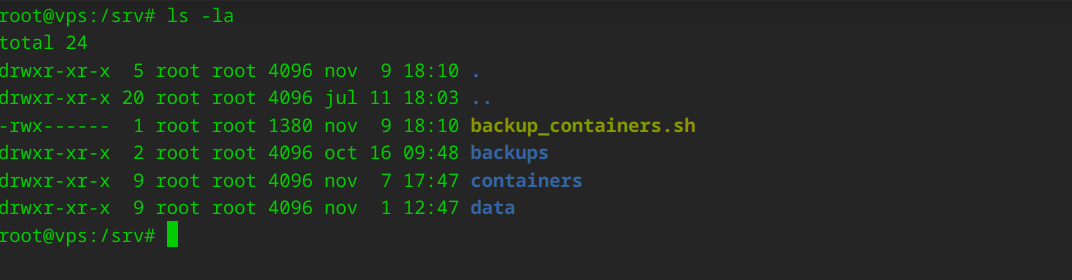 root@vps:/srv# ls -la
total 24
drwxr-xr-x  5 root root 4096 nov  9 18:10 .
drwxr-xr-x 20 root root 4096 jul 11 18:03 ..
-rwx------  1 root root 1380 nov  9 18:10 backup_containers.sh
drwxr-xr-x  2 root root 4096 oct 16 09:48 backups
drwxr-xr-x  9 root root 4096 nov  7 17:47 containers
drwxr-xr-x  9 root root 4096 nov  1 12:47 data
root@vps:/srv#